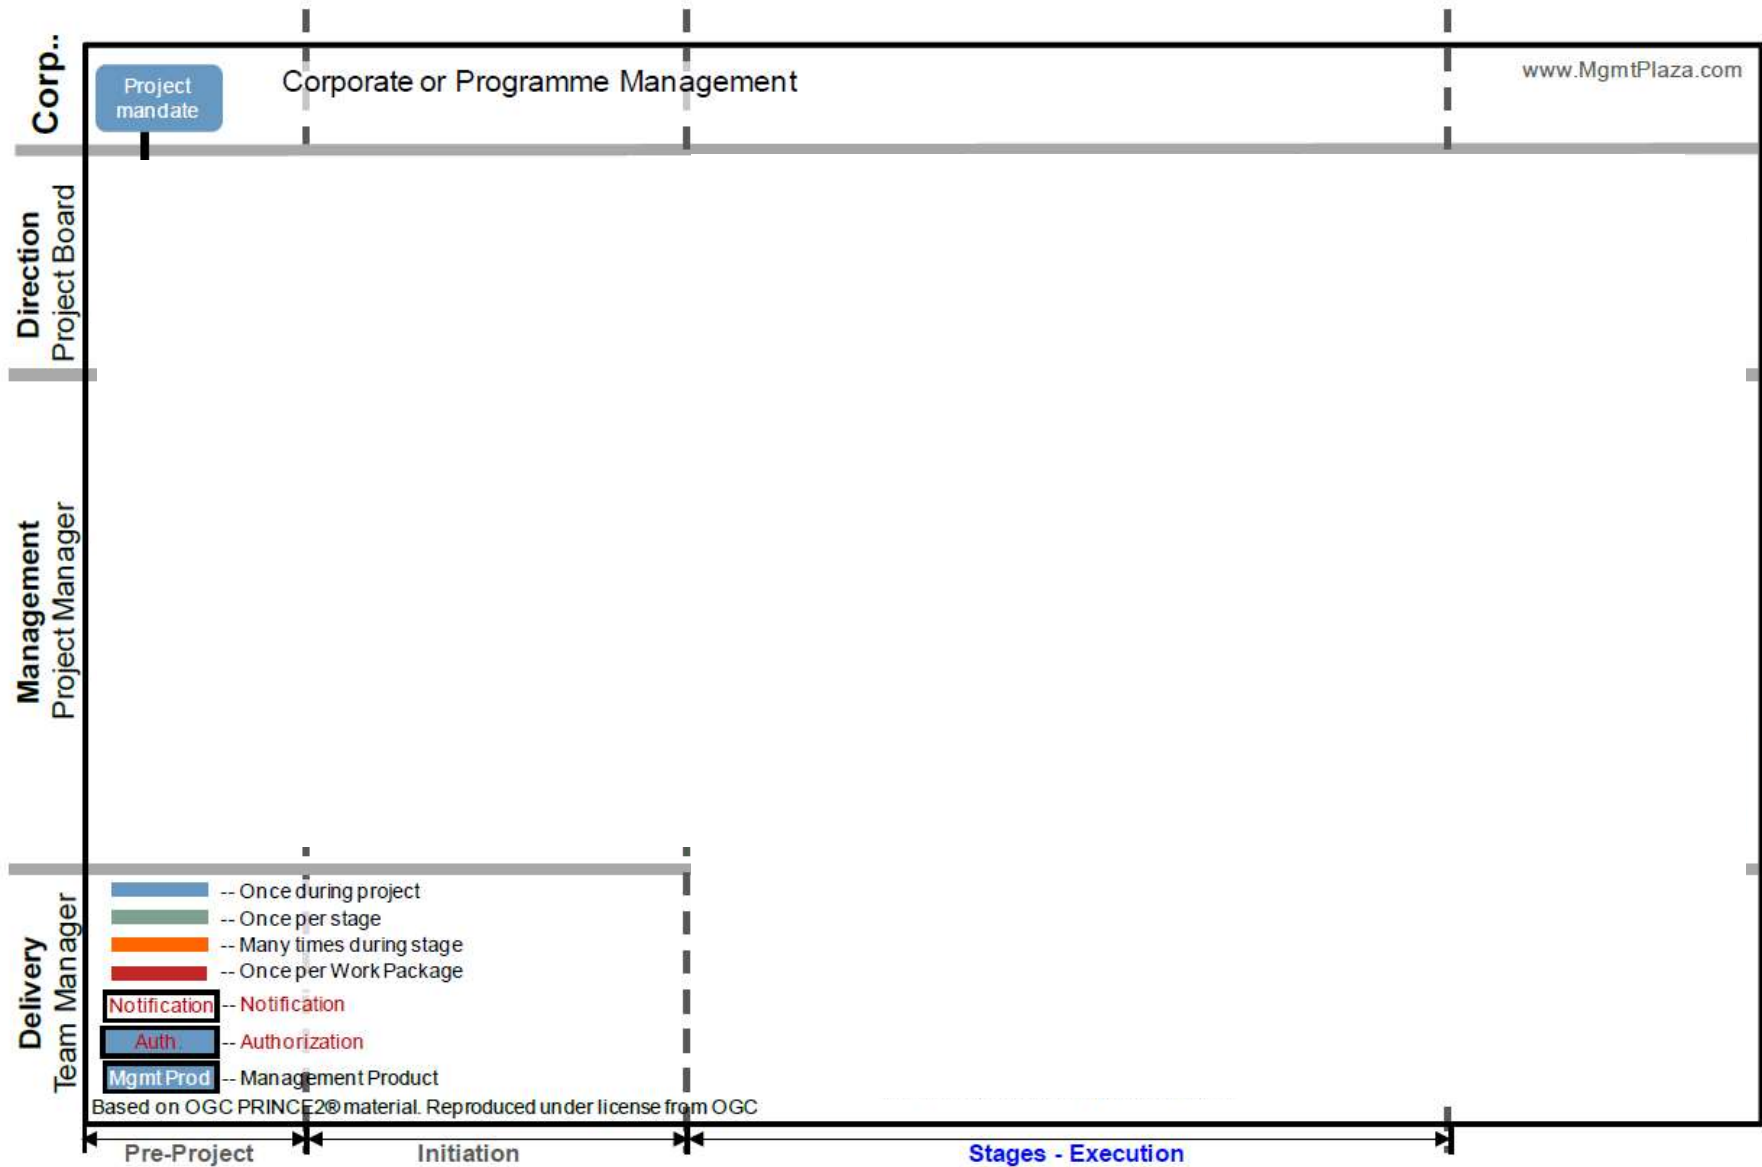 Corp..
Project
mandate
Corporate or Programme Management
www.MgmtPlaza.com
Direction
Project Board
Management
Project Manager
Delivery
Team Manager
-- Once during project
-- Once per stage
-- Many times during stage
-- Once per Work Package
Notification -- Notification
Auth. -- Authorization
Mgmt Prod -- Management Product
Based on OGC PRINCE2® material. Reproduced under license from OGC
Pre-Project
Initiation
Stages - Execution